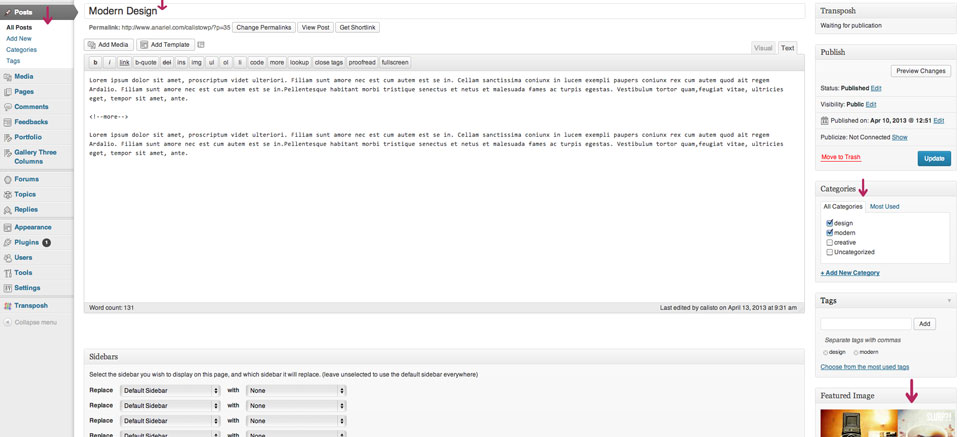 Posts
All Posts
Add New
Categories
Tags
Media
Pages
Comments
Feedbacks
Portfolio
Gallery Three
Columns
Forums
Topics
Replies
Appearance
Plugins 1
Users
Tools
Settings
Transposh
Collapse menu
Modern Design
Permalink: http://www.anariel.com/calistowp/?p=35 Change Permalinks View Post Get Shortlink
Add Media Add Template
Visual Text
b i link b-quote del ins img ul ol li code more lookup close tags proofread fullscreen
Lorem ipsum dolor sit amet, proscriptum videt ulteriori. Filiam sunt amore nec est cum autem est se in. Cellam sanctissima coniunx in lucem exempli paupers coniunx rex cum autem quod ait regem
Ardalio. Filiam sunt amore nec est cum autem est se in.Pellentesque habitant morbi tristique senectus et netus et malesuada fames ac turpis egestas. Vestibulum tortor quam,feugiat vitae, ultricies
eget, tempor sit amet, ante.
<!--more-->
Lorem ipsum dolor sit amet, proscriptum videt ulteriori. Filiam sunt amore nec est cum autem est se in. Cellam sanctissima coniunx in lucem exempli paupers coniunx rex cum autem quod ait regem
Ardalio. Filiam sunt amore nec est cum autem est se in.Pellentesque habitant morbi tristique senectus et netus et malesuada fames ac turpis egestas. Vestibulum tortor quam,feugiat vitae, ultricies
eget, tempor sit amet, ante.
Word count: 131 Last edited by calisto on April 13, 2013 at 9:31 am
Sidebars
Select the sidebar you wish to display on this page, and which sidebar it will replace. (leave unselected to use the default sidebar everywhere)
Replace Default Sidebar with None
Replace Default Sidebar with None
Replace Default Sidebar with None
Replace Default Sidebar with None
Transposh
Waiting for publication
Publish
Preview Changes
Status: Published Edit
Visibility: Public Edit
Published on: Apr 10, 2013 @ 12:51 Edit
Publicize: Not Connected Show
Move to Trash Update
Categories
All Categories Most Used
design
modern
creative
Uncategorized
+ Add New Category
Tags
Add
Separate tags with commas
design modern
Choose from the most used tags
Featured Image